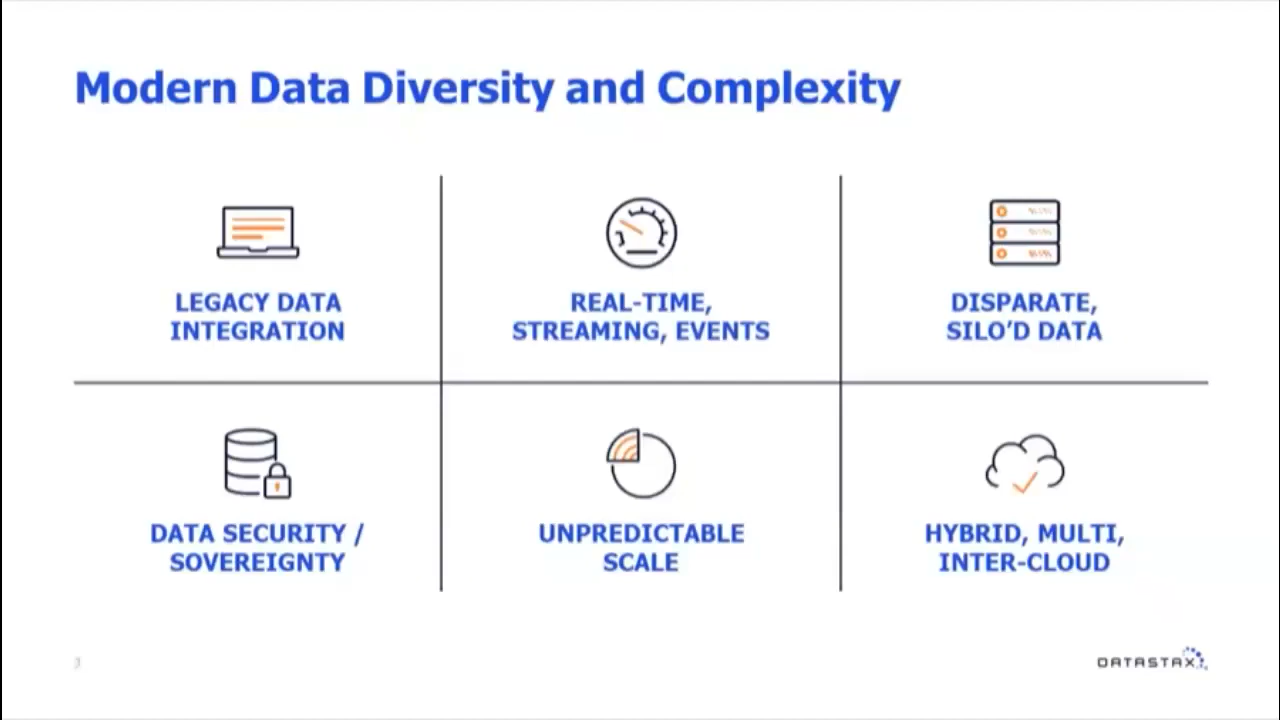 Modern Data Diversity and Complexity
LEGACY DATA
INTEGRATION
REAL-TIME,
STREAMING, EVENTS
DISPARATE,
SILO'D DATA
DATA SECURITY /
SOVEREIGNTY
UNPREDICTABLE
SCALE
HYBRID, MULTI,
INTER-CLOUD
3
DATASTAX